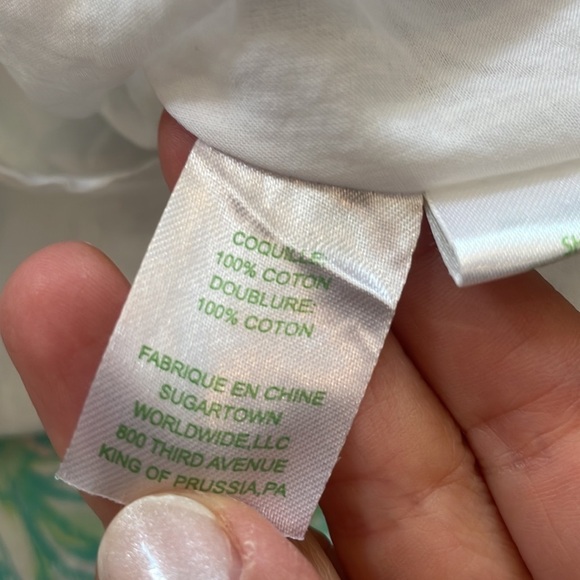 COQUILLE:
100% COTON
DOUBLURE:
100% COTON
FABRIQUE EN CHINE
SUGARTOWN
WORLDWIDE,LLC
800 THIRD AVENUE
KING OF PRUSSIA,PA